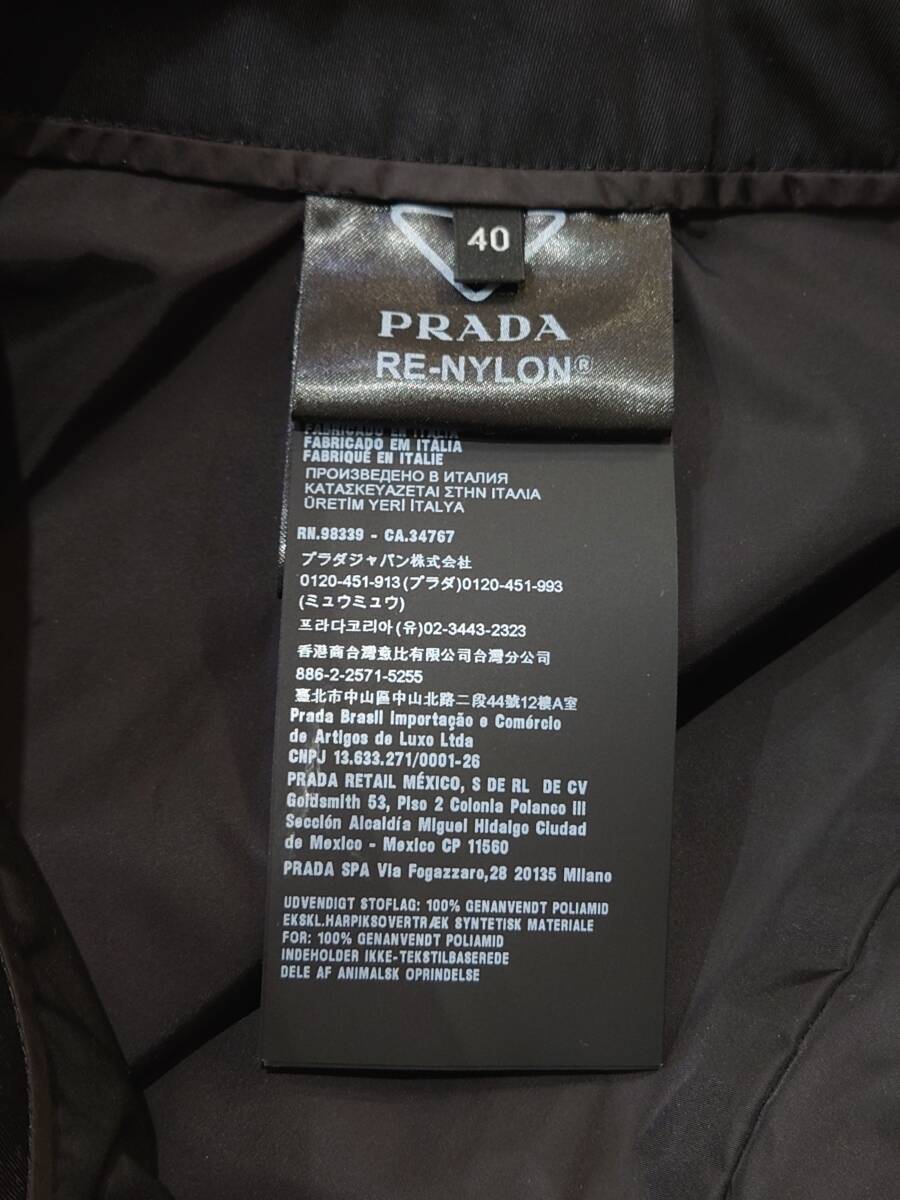 40
PRADA
RE-NYLON®
FABRICADO EN ITALIA
FABRICADO EM ITÁLIA
FABRIQUÉ EN ITALIE
ПРОИЗВЕДЕНО В ИТАЛИЯ
ΚΑΤΑΣΚΕΥΑΖΕΤΑΙ ΣΤΗΝ ΙΤΑΛΙΑ
ÜRETİM YERİ İTALYA
RN.98339 - CA.34767
プラダジャパン株式会社
0120-451-913(プラダ)0120-451-993
(ミュウミュウ)
프라다코리아(유)02-3443-2323
香港商台灣意比有限公司台灣分公司
886-2-2571-5255
臺北市中山區中山北路二段44號12樓A室
Prada Brasil Importação e Comércio
de Artigos de Luxo Ltda
CNPJ 13.633.271/0001-26
PRADA RETAIL MÉXICO, S DE RL DE CV
Goldsmith 53, Piso 2 Colonia Polanco III
Sección Alcaldía Miguel Hidalgo Ciudad
de Mexico - Mexico CP 11560
PRADA SPA Via Fogazzaro,28 20135 Milano
UDVENDIGT STOFLAG: 100% GENANVENDT POLIAMID
EKSKL.HARPIKSOVERTRÆK SYNTETISK MATERIALE
FOR: 100% GENANVENDT POLIAMID
INDEHOLDER IKKE-TEKSTILBASEREDE
DELE AF ANIMALSK OPRINDELSE